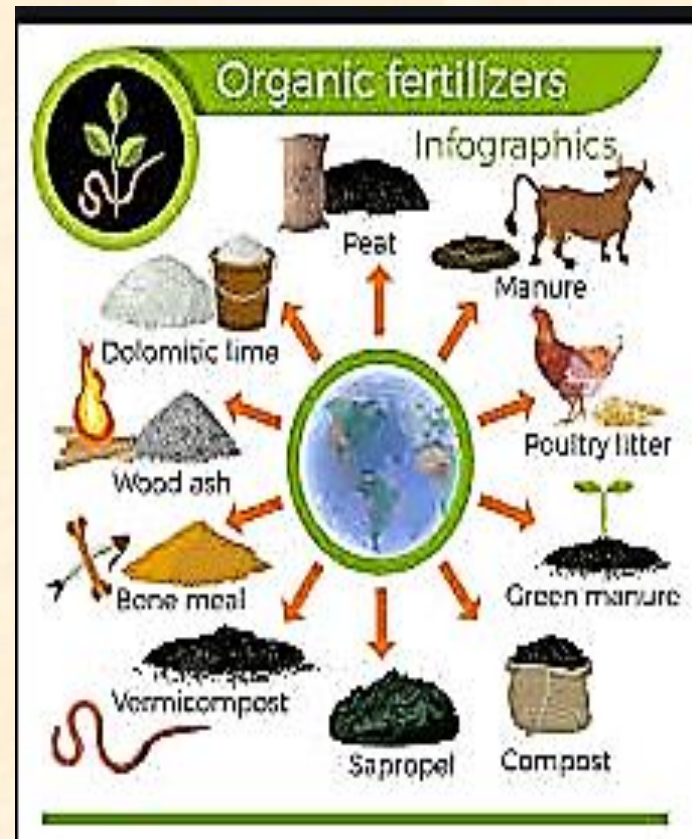 Organic fertilizers
Infographics
Peat
Manure
Dolomitic lime
Poultry litter
Wood ash
Green manure
Bone meal
Vermicompost
Sapropel
Compost